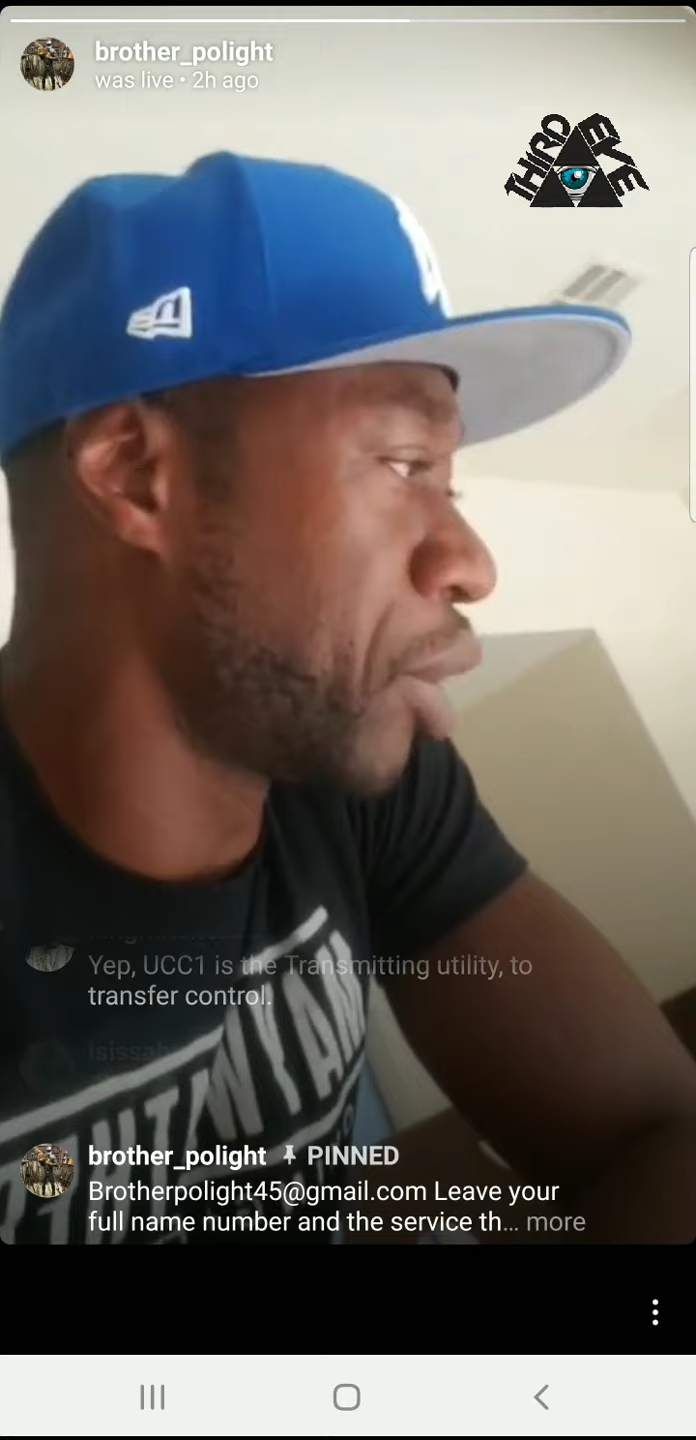 brother_polight
was live • 2h ago
THIRD EYE
Yep, UCC1 is the Transmitting utility, to
transfer control.
brother_polight PINNED
Brotherpolight45@gmail.com Leave your
full name number and the service th... more